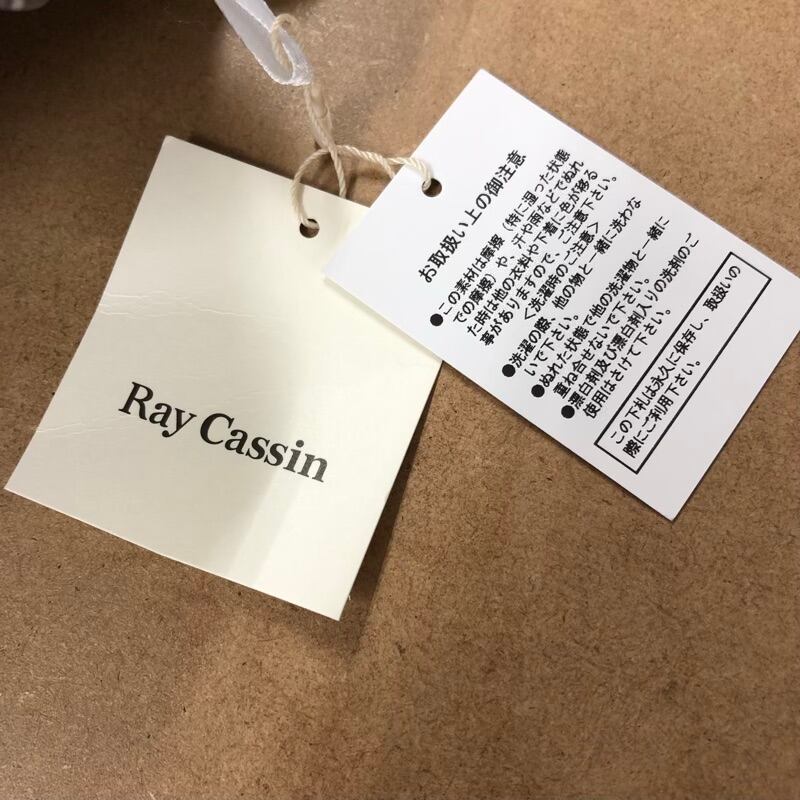 Ray Cassin
お取扱い上の御注意
●この素材は摩擦（特に湿った状態
での摩擦）や、汗や雨などでぬれ
た時は他の衣料や下着に色が移る
事がありますので、ご注意下さい。
＜洗濯時のご注意＞
●洗濯の際、他の物と一緒に洗わな
いで下さい。
●ぬれた状態で他の洗濯物と一緒に
重ね合せないで下さい。
●漂白剤及び漂白剤入りの洗剤のご
使用はさけて下さい。
この下札は永久に保存し、取扱いの
際にご利用下さい。